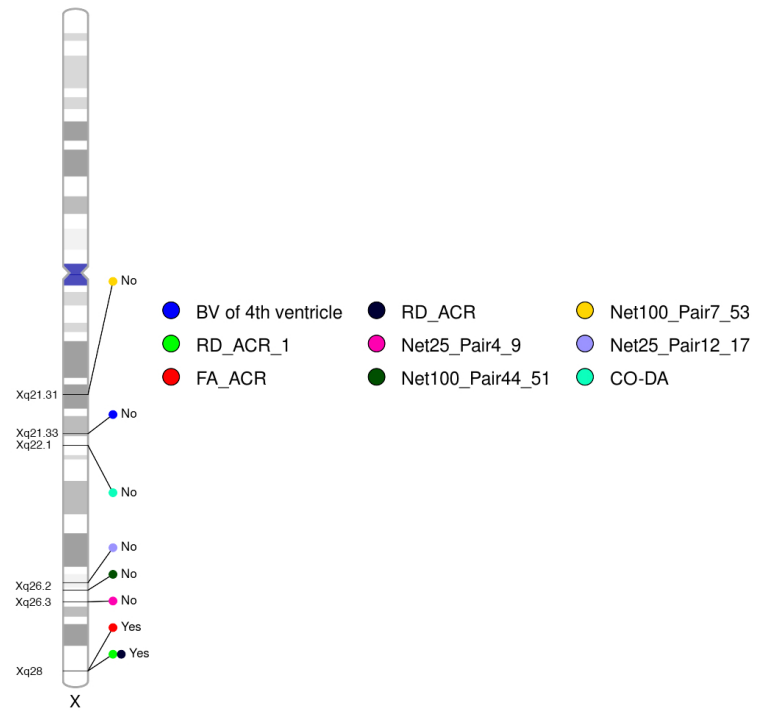 No
BV of 4th ventricle
RD_ACR
Net100_Pair7_53
RD_ACR_1
Net25_Pair4_9
Net25_Pair12_17
FA_ACR
Net100_Pair44_51
CO-DA
Xq21.31
No
Xq21.33
Xq22.1
No
No
No
Xq26.2
No
Xq26.3
Yes
Yes
Xq28
X